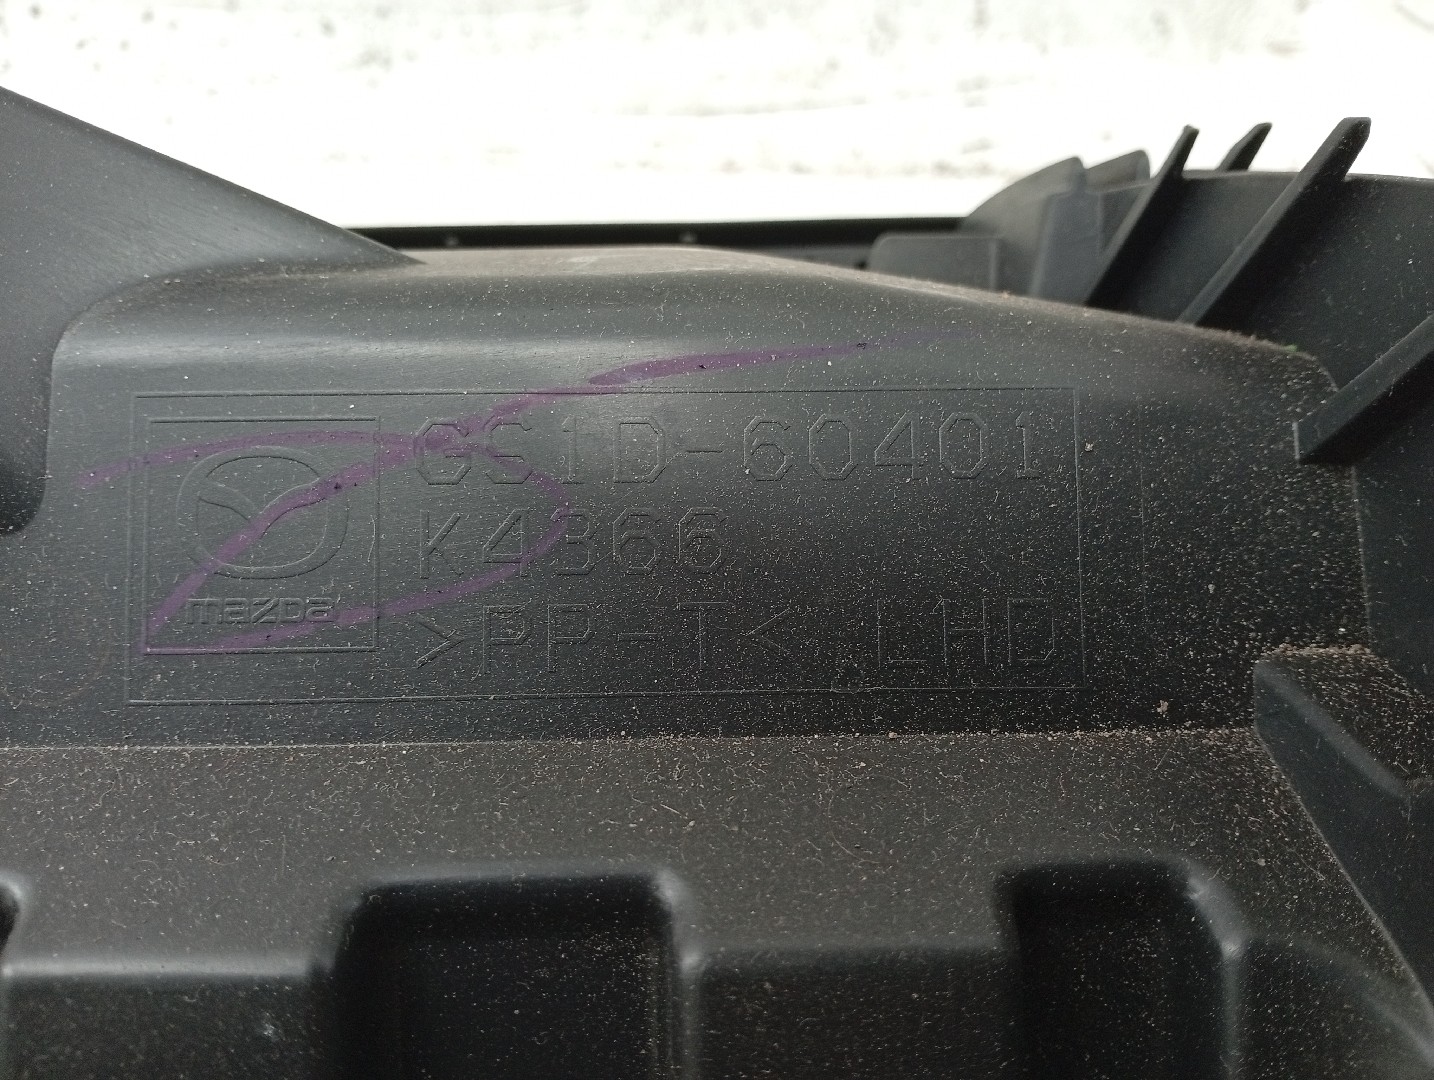 GS1D-60401
K4366
mazda
>PP-T< LHD